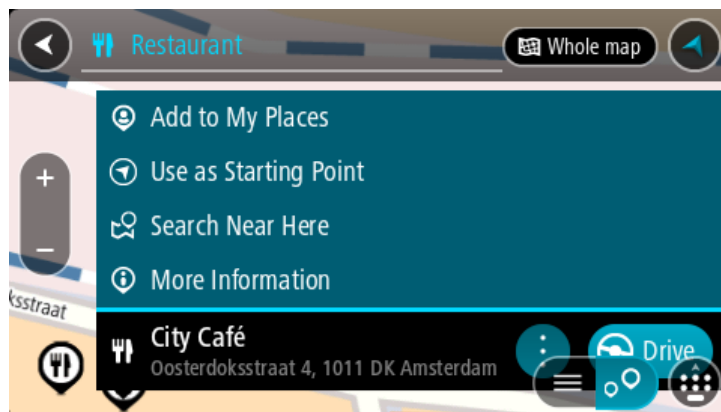 Restaurant
Whole map
Add to My Places
Use as Starting Point
Search Near Here
More Information
City Café
Oosterdoksstraat 4, 1011 DK Amsterdam
Drive
ksstraat